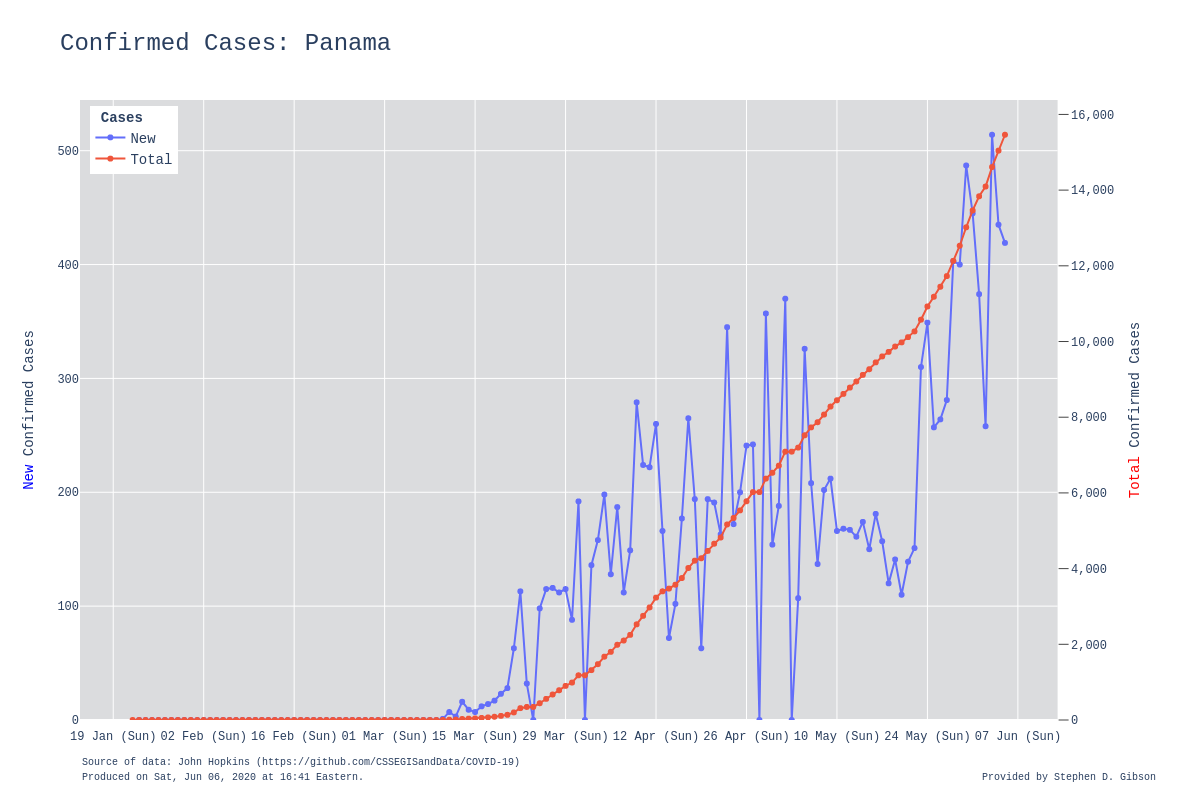 Confirmed Cases: Panama
Cases
New
Total
500
400
300
200
100
0
16,000
14,000
12,000
10,000
8,000
6,000
4,000
2,000
0
New Confirmed Cases
Total Confirmed Cases
19 Jan (Sun) 02 Feb (Sun) 16 Feb (Sun) 01 Mar (Sun) 15 Mar (Sun) 29 Mar (Sun) 12 Apr (Sun) 26 Apr (Sun) 10 May (Sun) 24 May (Sun) 07 Jun (Sun)
Source of data: John Hopkins (https://github.com/CSSEGISandData/COVID-19)
Produced on Sat, Jun 06, 2020 at 16:41 Eastern.
Provided by Stephen D. Gibson